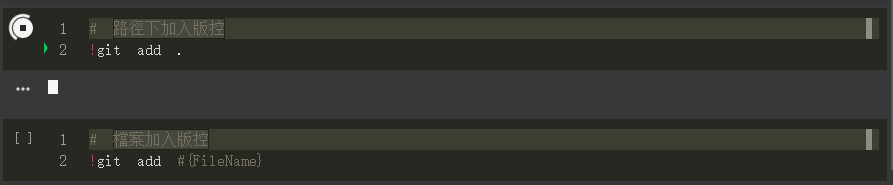 1 # 路徑下加入版控
2 !git add .
[ ] 1 # 檔案加入版控
2 !git add #{FileName}